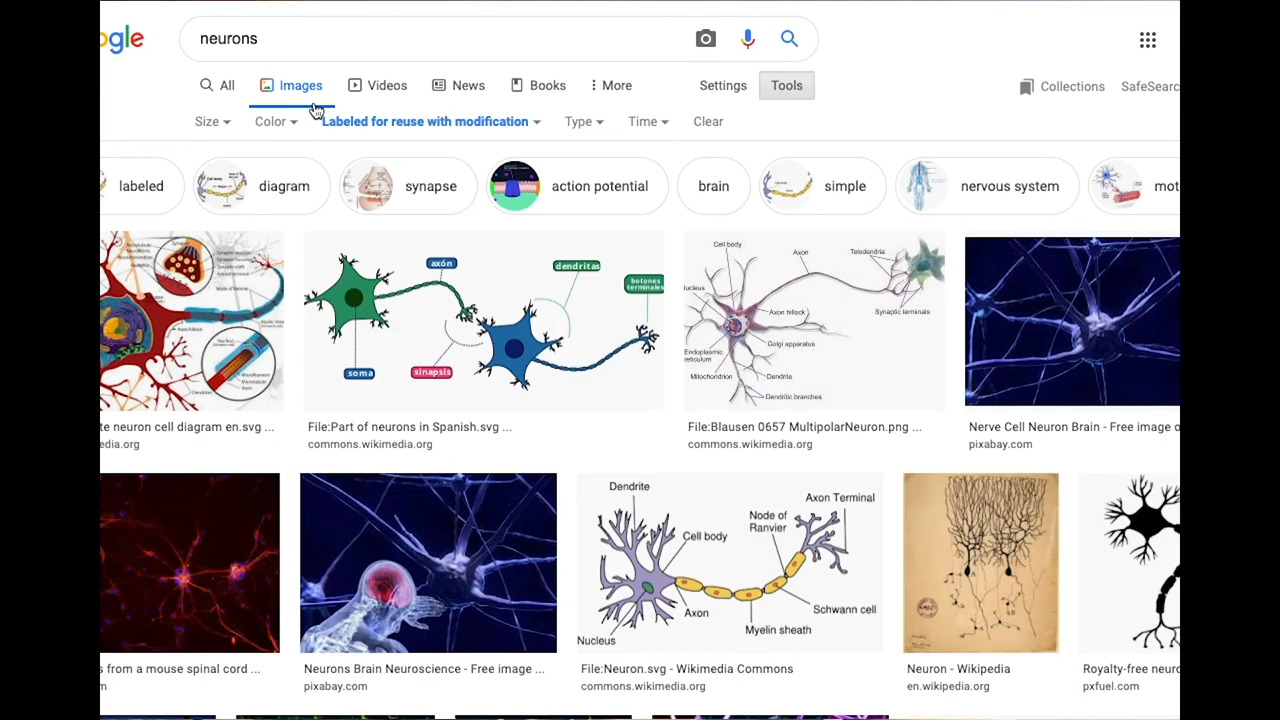 ogle
neurons
All
Images
Videos
News
Books
More
Settings
Tools
Collections
SafeSearc
Size
Color
Labeled for reuse with modification
Type
Time
Clear
labeled
diagram
synapse
action potential
brain
simple
nervous system
mot
axón
dendritas
botones
terminales
soma
sinapsis
Cell body
Axon
Telodendria
ucleus
Axon hillock
Synaptic terminals
Golgi apparatus
Endoplasmic
reticulum
Mitochondrion
Dendrite
Dendritic branches
te neuron cell diagram en.svg ...
edia.org
File:Part of neurons in Spanish.svg ...
commons.wikimedia.org
File:Blausen 0657 MultipolarNeuron.png ...
commons.wikimedia.org
Nerve Cell Neuron Brain - Free image o
pixabay.com
Dendrite
Axon Terminal
Node of
Ranvier
Cell body
Axon
Schwann cell
Myelin sheath
Nucleus
s from a mouse spinal cord ...
m
Neurons Brain Neuroscience - Free image ...
pixabay.com
File:Neuron.svg - Wikimedia Commons
commons.wikimedia.org
Neuron - Wikipedia
en.wikipedia.org
Royalty-free neuro
pxfuel.com